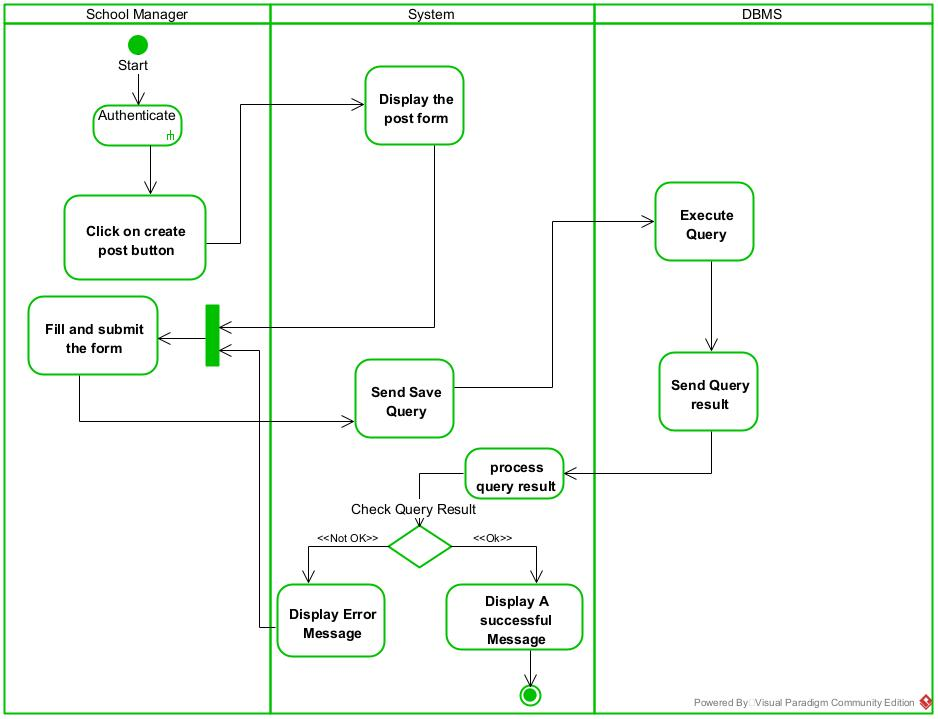 School Manager
System
DBMS
Start
Authenticate
Display the
post form
Click on create
post button
Execute
Query
Fill and submit
the form
Send Save
Query
Send Query
result
process
query result
Check Query Result
<<Not OK>>
<<Ok>>
Display Error
Message
Display A
successful
Message
Powered By Visual Paradigm Community Edition